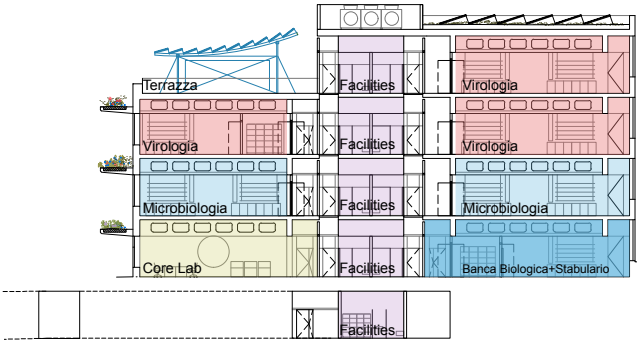 Terrazza Facilities Virologia
Virologia Facilities Virologia
Microbiologia Facilities Microbiologia
Core Lab Facilities Banca Biologica+Stabulario
Facilities